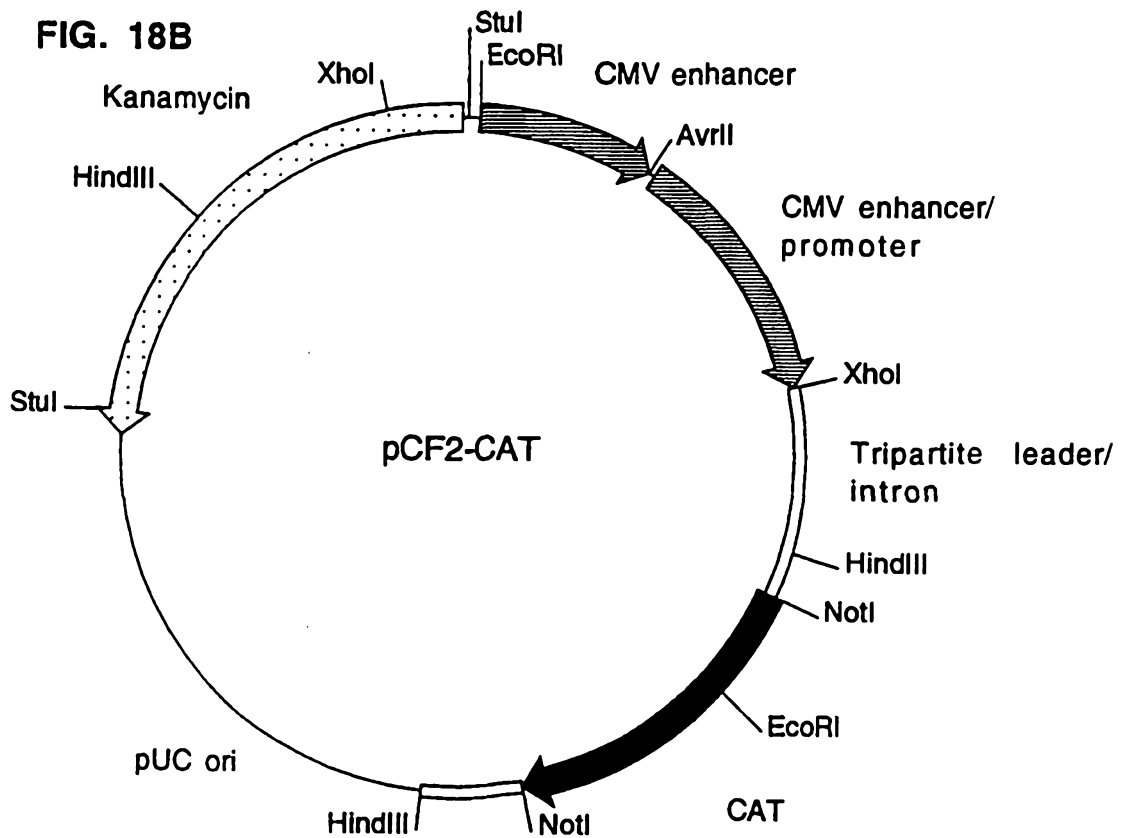 FIG. 18B
StuI
EcoRI
CMV enhancer
XhoI
Kanamycin
AvrII
HindIII
CMV enhancer/
promoter
XhoI
StuI
pCF2-CAT
Tripartite leader/
intron
HindIII
NotI
EcoRI
pUC ori
CAT
HindIII
NotI